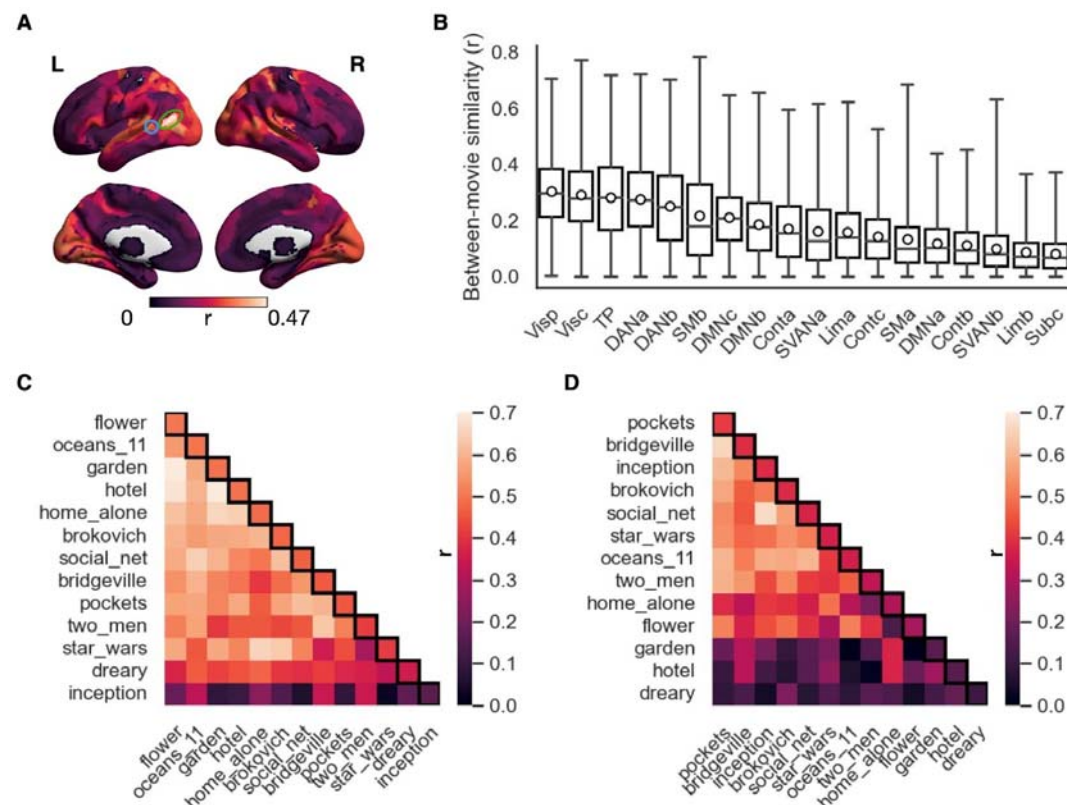 A
L
R
0
r
0.47
B
Between-movie similarity (r)
0.8
0.6
0.4
0.2
0.0
Visp
Visc
TP
DANa
DANb
SMb
DMNc
DMNb
Conta
SVANa
Lima
Contc
SMa
DMNa
Contb
SVANb
Limb
Subc
C
flower
oceans_11
garden
hotel
home_alone
brokovich
social_net
bridgeville
pockets
two_men
star_wars
dreary
inception
flower
oceans_11
garden
hotel
home_alone
brokovich
social_net
bridgeville
pockets
two_men
star_wars
dreary
inception
0.7
0.6
0.5
0.4
0.3
0.2
0.1
0.0
r
D
pockets
bridgeville
inception
brokovich
social_net
star_wars
oceans_11
two_men
home_alone
flower
garden
hotel
dreary
pockets
bridgeville
inception
brokovich
social_net
star_wars
oceans_11
two_men
home_alone
flower
garden
hotel
dreary
0.7
0.6
0.5
0.4
0.3
0.2
0.1
0.0
r